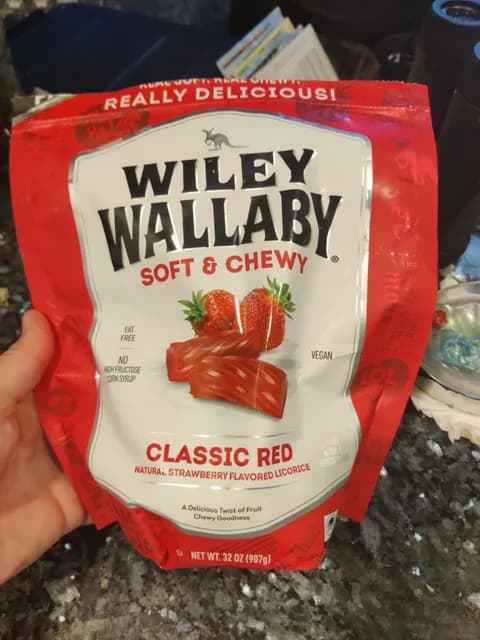 REAL SOFT. REAL CHEWY.
REALLY DELICIOUS!
WILEY
WALLABY®
SOFT & CHEWY
FAT
FREE
NO
HIGH FRUCTOSE
CORN SYRUP
VEGAN
CLASSIC RED
NATURAL STRAWBERRY FLAVORED LICORICE
A Delicious Twist of Fruit
Chewy Goodness
NET WT. 32 OZ (907g)